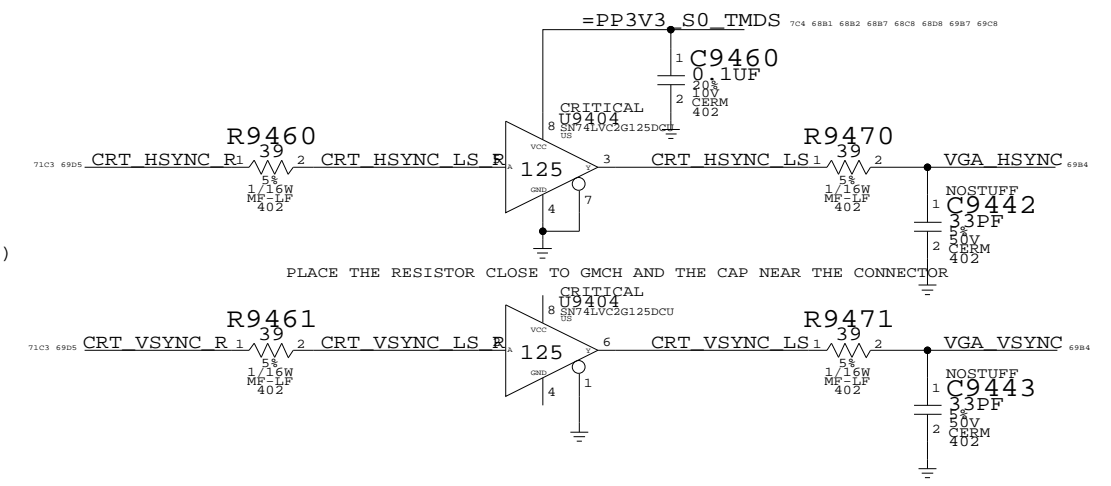 =PP3V3_S0_TMDS 7C4 68B1 68B2 68B7 68C8 68D8 69B7 69C8
1 C9460
0.1UF
20%
10V
2 CERM
402
CRITICAL
U9404
8 SN74LVC2G125DCU
US
VCC
R9460
39
71C3 69D5 CRT_HSYNC_R 1 2 CRT_HSYNC_LS_R
5%
1/16W
MF-LF
402
A 125 Y 3
GND
4 7
CRT_HSYNC_LS
R9470
39
1 2
5%
1/16W
MF-LF
402
VGA_HSYNC 69B4
NOSTUFF
1 C9442
33PF
5%
50V
2 CERM
402
)
PLACE THE RESISTOR CLOSE TO GMCH AND THE CAP NEAR THE CONNECTOR
CRITICAL
U9404
8 SN74LVC2G125DCU
US
VCC
R9461
39
71C3 69D5 CRT_VSYNC_R 1 2 CRT_VSYNC_LS_R
5%
1/16W
MF-LF
402
A 125 Y 6
GND
4 1
CRT_VSYNC_LS
R9471
39
1 2
5%
1/16W
MF-LF
402
VGA_VSYNC 69B4
NOSTUFF
1 C9443
33PF
5%
50V
2 CERM
402